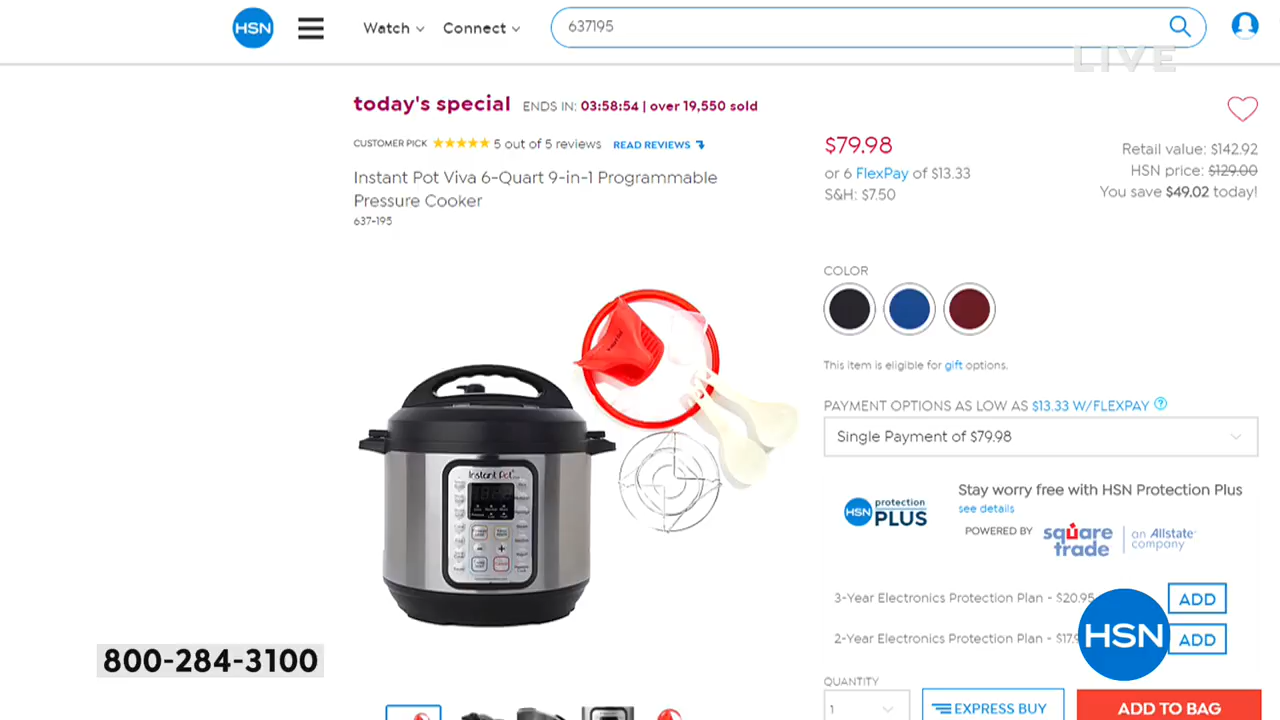 HSN
Watch
Connect
637195
LIVE
today's special ENDS IN: 03:58:54 | over 19,550 sold
CUSTOMER PICK 5 out of 5 reviews READ REVIEWS
Instant Pot Viva 6-Quart 9-in-1 Programmable
Pressure Cooker
637-195
$79.98
or 6 FlexPay of $13.33
S&H: $7.50
Retail value: $142.92
HSN price: $129.00
You save $49.02 today!
COLOR
This item is eligible for gift options.
PAYMENT OPTIONS AS LOW AS $13.33 W/FLEXPAY ?
Single Payment of $79.98
Instant Pot
HSN protection PLUS
Stay worry free with HSN Protection Plus
see details
POWERED BY square trade | an Allstate company
3-Year Electronics Protection Plan - $20.95
ADD
2-Year Electronics Protection Plan
ADD
HSN
800-284-3100
QUANTITY
1
EXPRESS BUY
ADD TO BAG